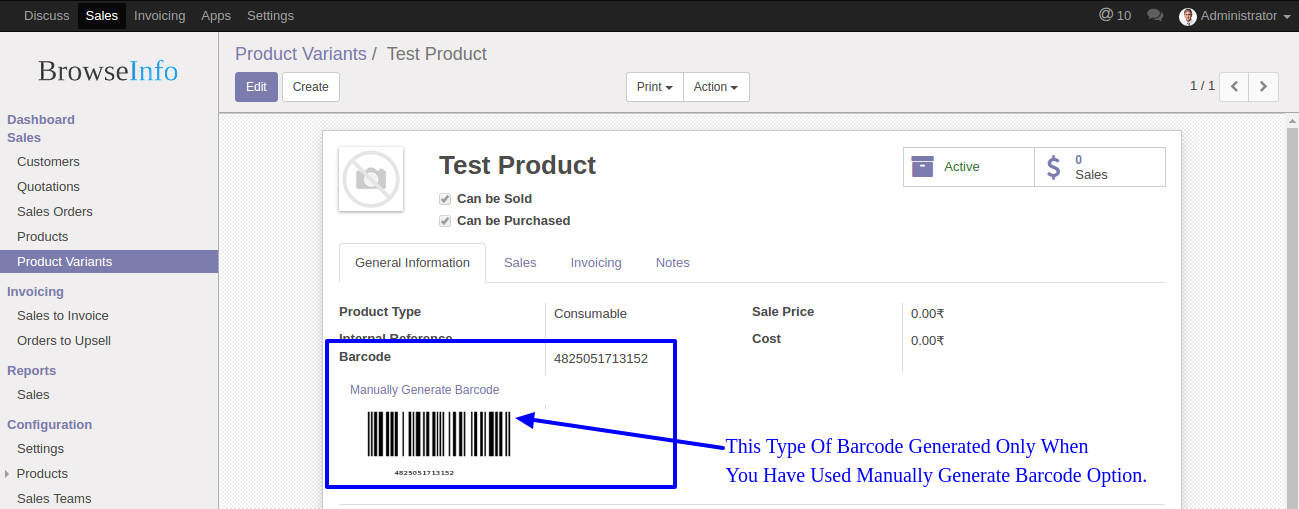 Discuss Sales Invoicing Apps Settings @ 10 Administrator
BrowseInfo
Product Variants / Test Product
Edit Create Print Action 1 / 1
Dashboard
Sales
Customers
Quotations
Sales Orders
Products
Product Variants
Invoicing
Sales to Invoice
Orders to Upsell
Reports
Sales
Configuration
Settings
Products
Sales Teams
Test Product
Can be Sold
Can be Purchased
Active
0
Sales
General Information Sales Invoicing Notes
Product Type Consumable
Internal Reference
Barcode 4825051713152
Sale Price 0.00₹
Cost 0.00₹
Manually Generate Barcode
4825051713152
This Type Of Barcode Generated Only When
You Have Used Manually Generate Barcode Option.